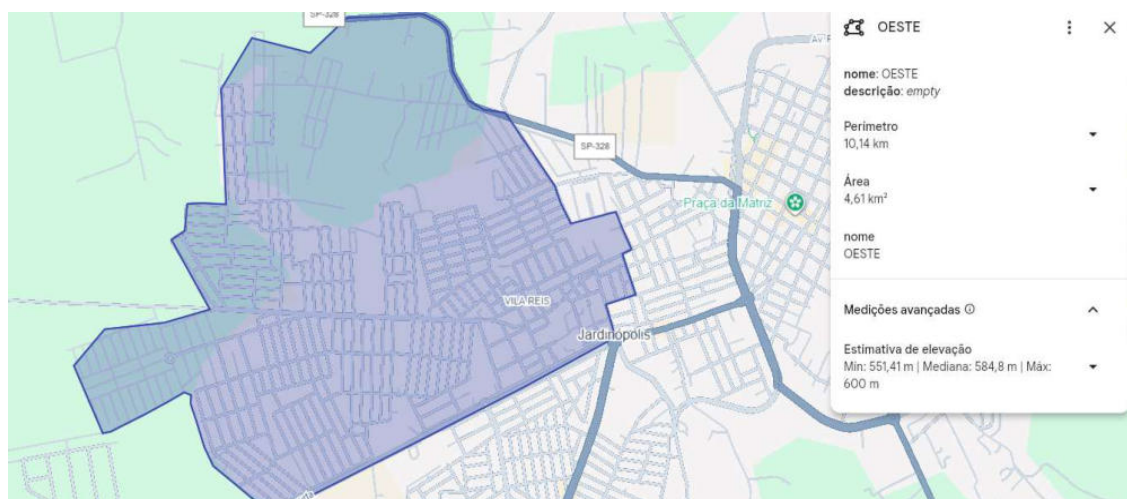 SP-328
SP-328
Praça da Matriz
VILA REIS
Jardinópolis
OESTE
nome: OESTE
descrição: empty
Perímetro
10,14 km
Área
4,61 km²
nome
OESTE
Medições avançadas
Estimativa de elevação
Mín: 551,41 m | Mediana: 584,8 m | Máx:
600 m